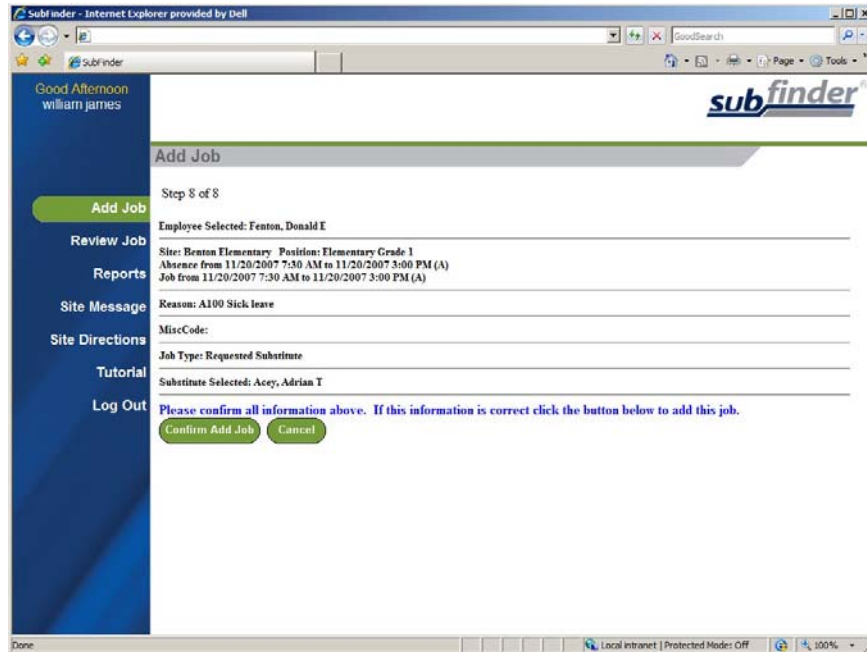 SubFinder - Internet Explorer provided by Dell
GoodSearch
SubFinder
Page
Tools
Good Afternoon
william james
subfinder
Add Job
Step 8 of 8
Add Job
Employee Selected: Fenton, Donald E
Review Job
Site: Benton Elementary Position: Elementary Grade 1
Absence from 11/20/2007 7:30 AM to 11/20/2007 3:00 PM (A)
Reports
Job from 11/20/2007 7:30 AM to 11/20/2007 3:00 PM (A)
Site Message
Reason: A100 Sick leave
MiscCode:
Site Directions
Job Type: Requested Substitute
Tutorial
Substitute Selected: Acey, Adrian T
Log Out
Please confirm all information above. If this information is correct click the button below to add this job.
Confirm Add Job Cancel
Done
Local intranet | Protected Mode: Off
100%